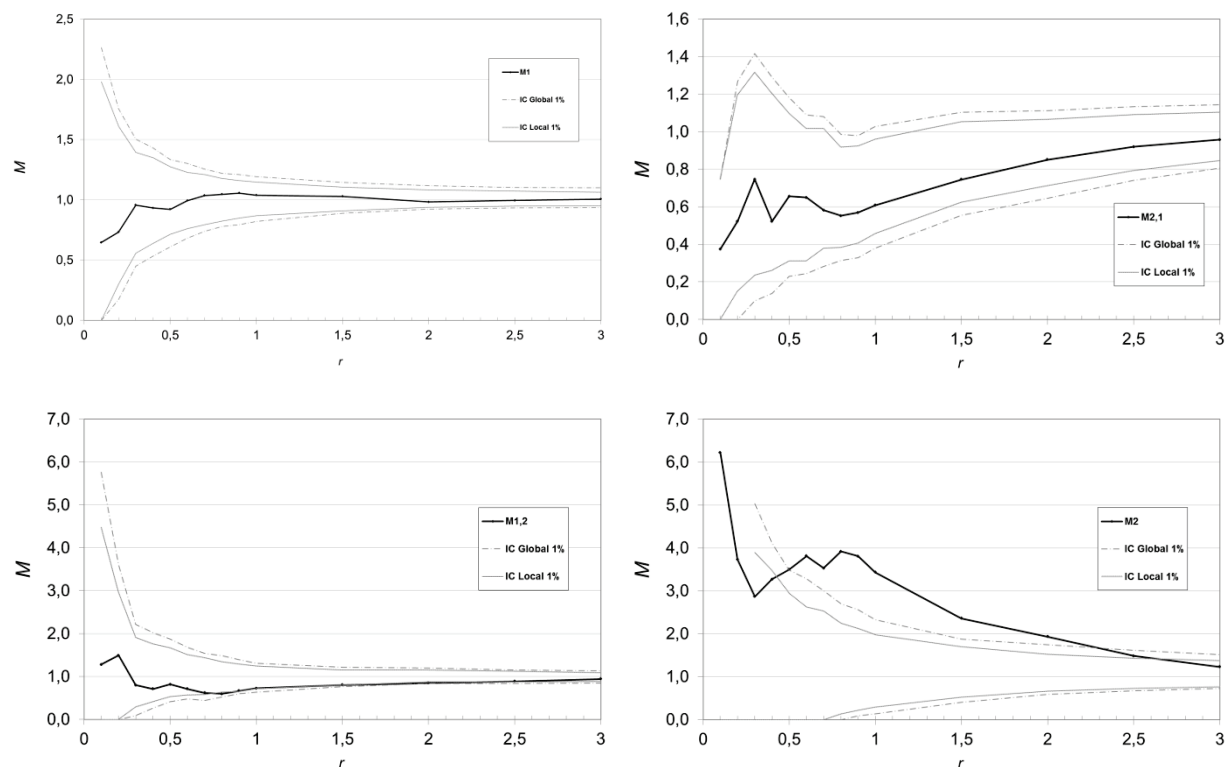 2,5
2,0
1,5
1,0
0,5
0,0
M
M1
IC Global 1%
IC Local 1%
0 0,5 1 1,5 2 2,5 3
r
1,6
1,4
1,2
1,0
0,8
0,6
0,4
0,2
0,0
M
M2,1
IC Global 1%
IC Local 1%
0 0,5 1 1,5 2 2,5 3
r
7,0
6,0
5,0
4,0
3,0
2,0
1,0
0,0
M
M1,2
IC Global 1%
IC Local 1%
0 0,5 1 1,5 2 2,5 3
r
7,0
6,0
5,0
4,0
3,0
2,0
1,0
0,0
M
M2
IC Global 1%
IC Local 1%
0 0,5 1 1,5 2 2,5 3
r